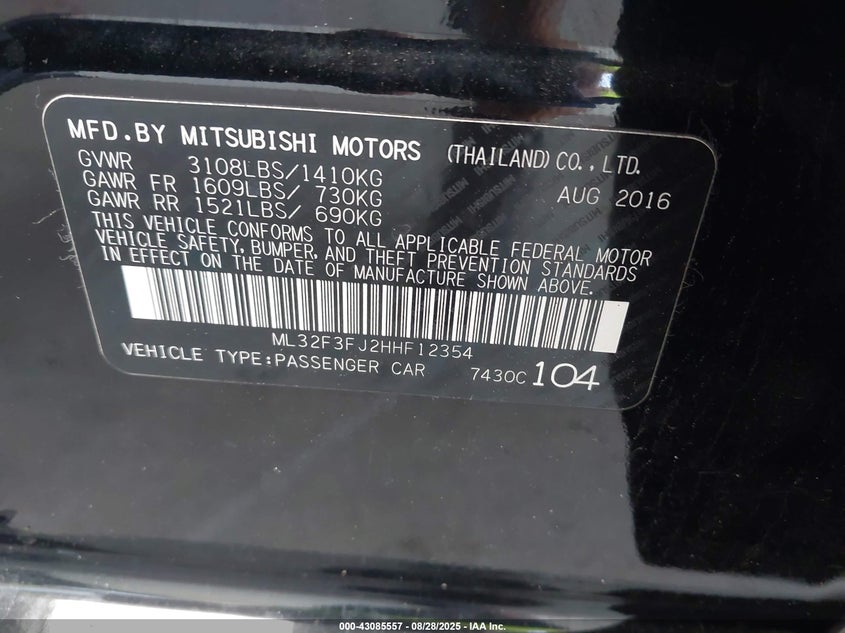 MFD.BY MITSUBISHI MOTORS (THAILAND) CO., LTD.
GVWR 3108LBS/1410KG
GAWR FR 1609LBS/ 730KG AUG 2016
GAWR RR 1521LBS/ 690KG
THIS VEHICLE CONFORMS TO ALL APPLICABLE FEDERAL MOTOR
VEHICLE SAFETY, BUMPER, AND THEFT PREVENTION STANDARDS
IN EFFECT ON THE DATE OF MANUFACTURE SHOWN ABOVE.
ML32F3FJ2HHF12354
VEHICLE TYPE:PASSENGER CAR 7430C 104
000-43085557 - 08/28/2025 - IAA Inc.